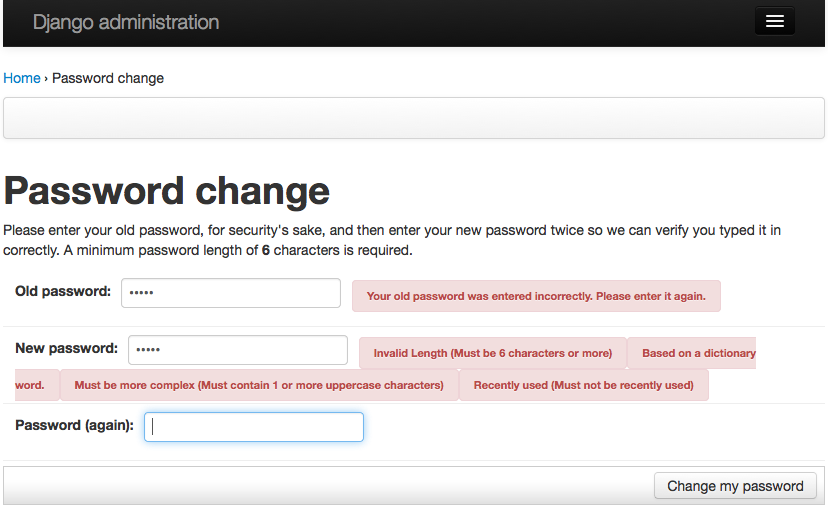 Django administration
Home › Password change
Password change
Please enter your old password, for security's sake, and then enter your new password twice so we can verify you typed it in
correctly. A minimum password length of 6 characters is required.
Old password: ••••• Your old password was entered incorrectly. Please enter it again.
New password: ••••• Invalid Length (Must be 6 characters or more) Based on a dictionary
word. Must be more complex (Must contain 1 or more uppercase characters) Recently used (Must not be recently used)
Password (again):
Change my password